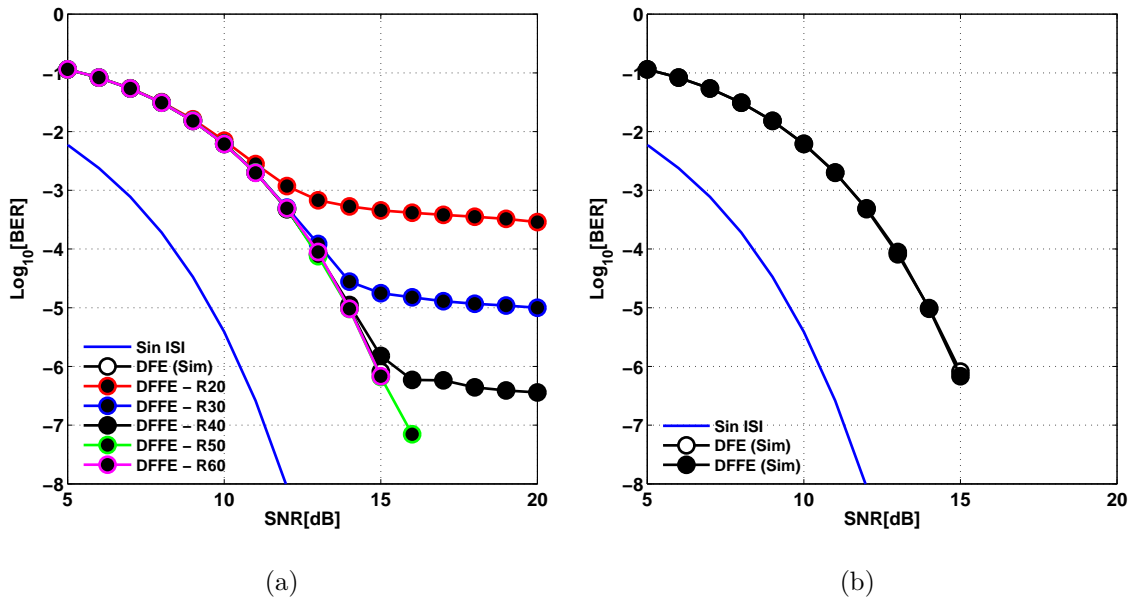 0
−1
−2
−3
−4
−5
−6
−7
−8
5
10
15
20
SNR[dB]
Log10[BER]
Sin ISI
DFE (Sim)
DFFE − R20
DFFE − R30
DFFE − R40
DFFE − R50
DFFE − R60
(a)
0
−1
−2
−3
−4
−5
−6
−7
−8
5
10
15
20
SNR[dB]
Log10[BER]
Sin ISI
DFE (Sim)
DFFE (Sim)
(b)